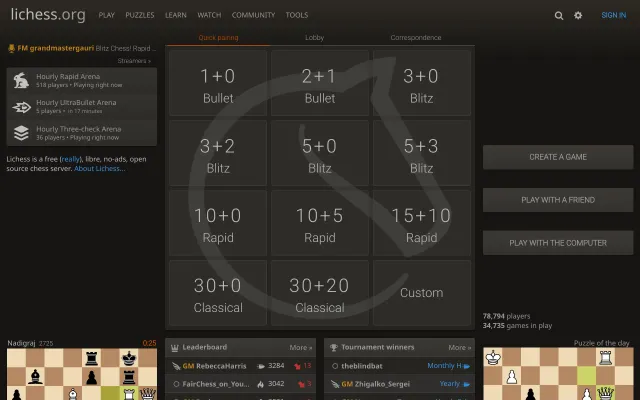 lichess.org PLAY PUZZLES LEARN WATCH COMMUNITY TOOLS SIGN IN
FM grandmastergauri Blitz Chess! Rapid ...
Streamers »
Hourly Rapid Arena
518 players • Playing right now
Hourly UltraBullet Arena
5 players • in 17 minutes
Hourly Three-check Arena
36 players • Playing right now
Lichess is a free (really), libre, no-ads, open
source chess server. About Lichess...
Quick pairing Lobby Correspondence
1+0 2+1 3+0
Bullet Bullet Blitz
3+2 5+0 5+3
Blitz Blitz Blitz
10+0 10+5 15+10
Rapid Rapid Rapid
30+0 30+20 Custom
Classical Classical
CREATE A GAME
PLAY WITH A FRIEND
PLAY WITH THE COMPUTER
78,794 players
34,735 games in play
Nadigraj 2725 0:25
Leaderboard More »
GM RebeccaHarris 3284 13
FairChess_on_You... 3042
Tournament winners More »
theblindbat Monthly H
GM Zhigalko_Sergei Yearly
Puzzle of the day